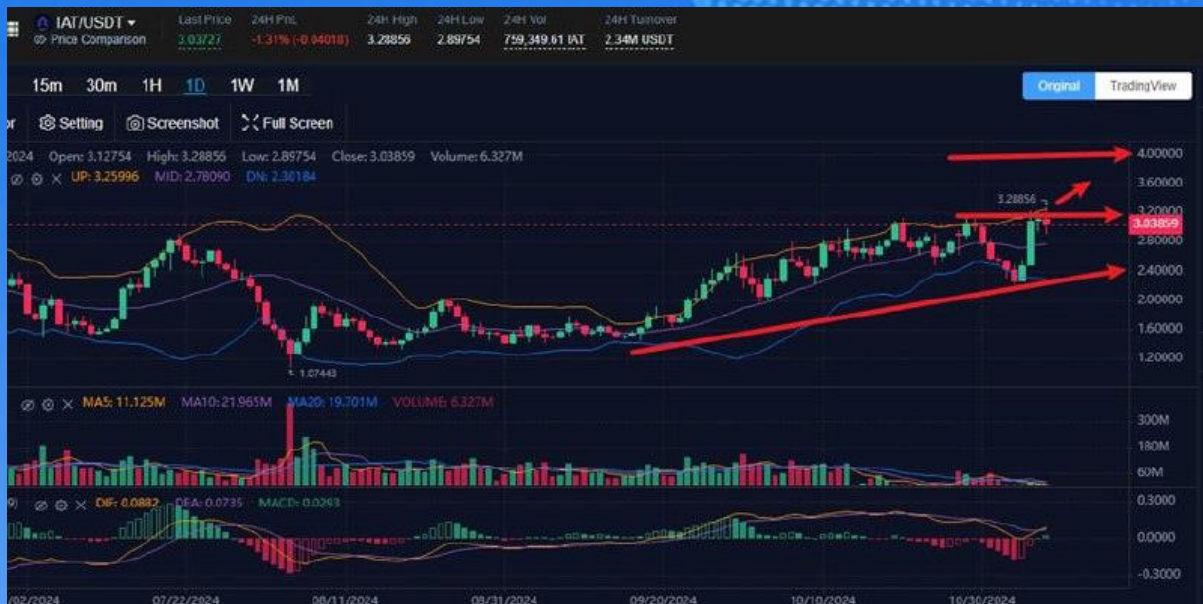 IAT/USDT Last Price 24H PnL 24H High 24H Low 24H Vol 24H Turnover
Price Comparison 3.03727 -1.31% (-0.04018) 3.28856 2.89754 759,349.61 IAT 2.34M USDT
15m 30m 1H 1D 1W 1M Original TradingView
or Setting Screenshot Full Screen
2024 Open: 3.12754 High: 3.28856 Low: 2.89754 Close: 3.03859 Volume: 6.327M
4.00000
UP: 3.25996 MID: 2.78090 DN: 2.30184
3.60000
3.28856
3.20000
3.03859
2.80000
2.40000
2.00000
1.60000
1.20000
1.07443
MA5: 11.125M MA10: 21.965M MA20: 19.701M VOLUME: 6.327M
300M
180M
60M
9) DIF: 0.0882 DEA: 0.0735 MACD: 0.0293
0.3000
0.0000
-0.3000
/02/2024 07/22/2024 08/11/2024 08/31/2024 09/20/2024 10/10/2024 10/30/2024